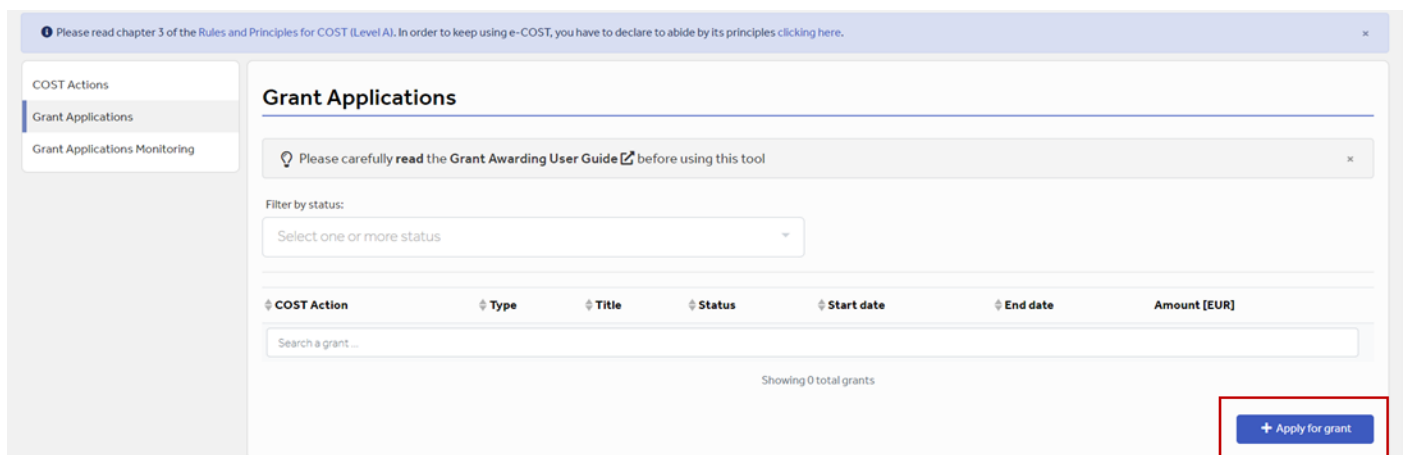 Please read chapter 3 of the Rules and Principles for COST (Level A). In order to keep using e-COST, you have to declare to abide by its principles clicking here.
COST Actions
Grant Applications
Grant Applications Monitoring
Grant Applications
Please carefully read the Grant Awarding User Guide before using this tool
Filter by status:
Select one or more status
COST Action Type Title Status Start date End date Amount [EUR]
Search a grant ...
Showing 0 total grants
+ Apply for grant